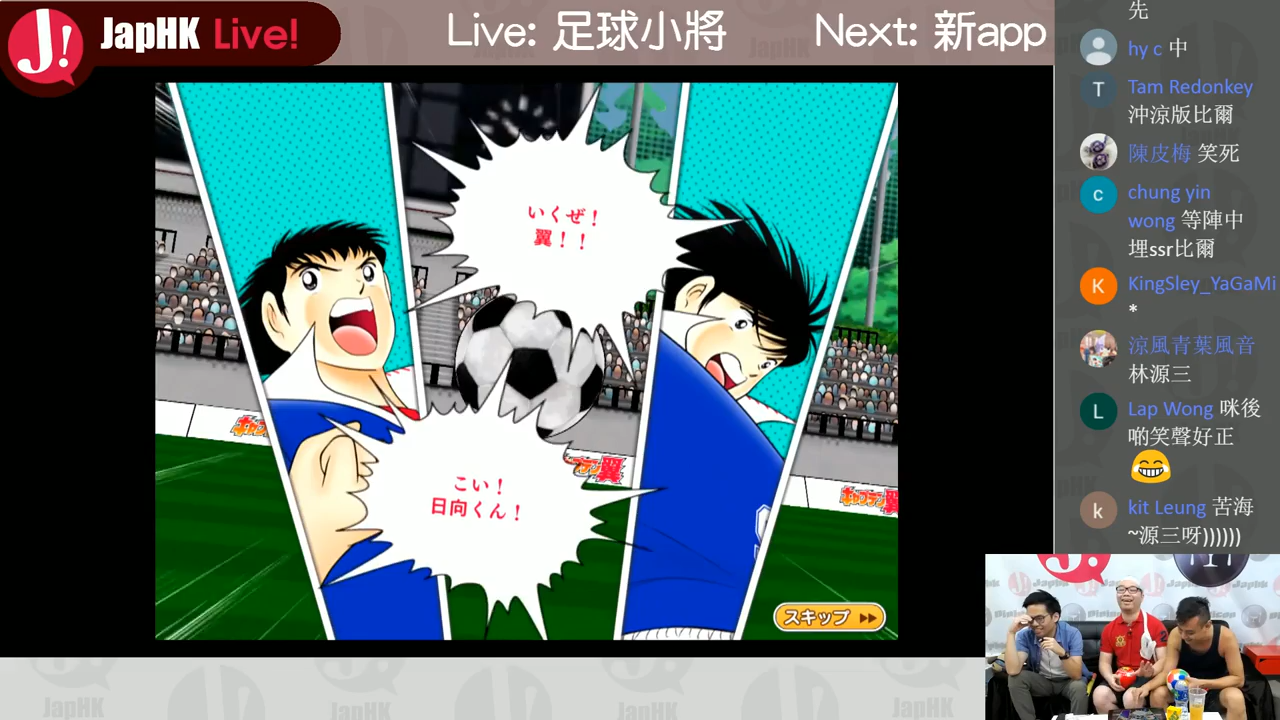 J! JapHK Live!
Live: 足球小將
Next: 新app
いくぜ！
翼！！
こい！
日向くん！
スキップ
先
hy c 中
T
Tam Redonkey
沖涼版比爾
陳皮梅 笑死
c
chung yin
wong 等陣中
埋ssr比爾
K
KingSley_YaGaMi
*
涼風青葉風音
林源三
L
Lap Wong 咪後
啲笑聲好正
k
kit Leung 苦海
~源三呀))))))
JapHK
JapHK
JapHK
JapHK